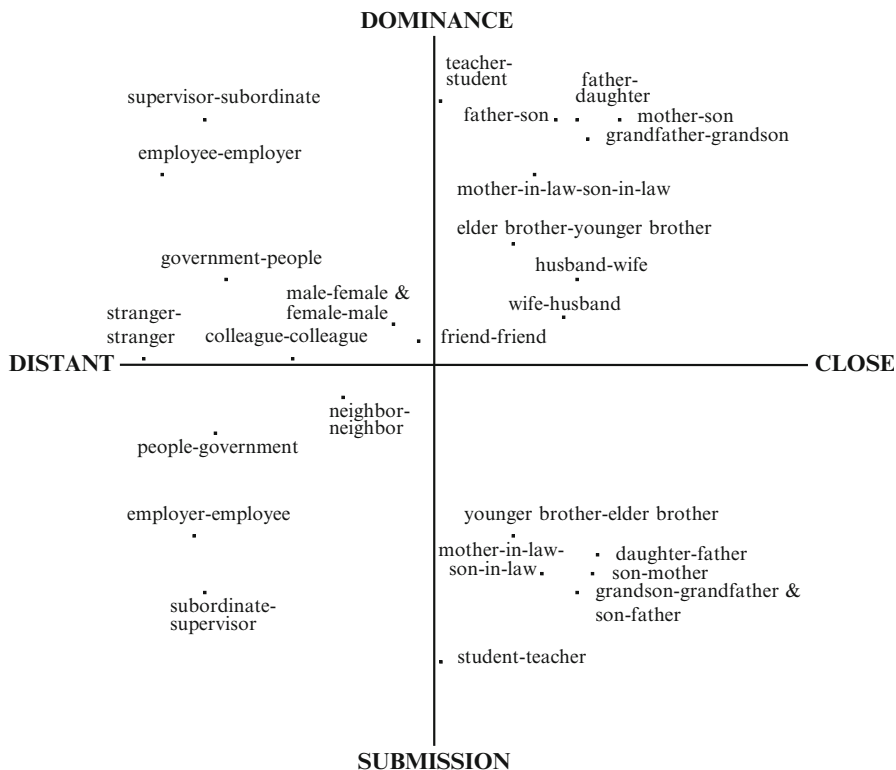 DOMINANCE
teacher-
student
father-
daughter
supervisor-subordinate
father-son
mother-son
grandfather-grandson
employee-employer
mother-in-law-son-in-law
elder brother-younger brother
government-people
husband-wife
male-female &
female-male
wife-husband
stranger-
stranger
colleague-colleague
friend-friend
DISTANT
CLOSE
neighbor-
neighbor
people-government
employer-employee
younger brother-elder brother
mother-in-law-
son-in-law
daughter-father
son-mother
grandson-grandfather &
son-father
subordinate-
supervisor
student-teacher
SUBMISSION